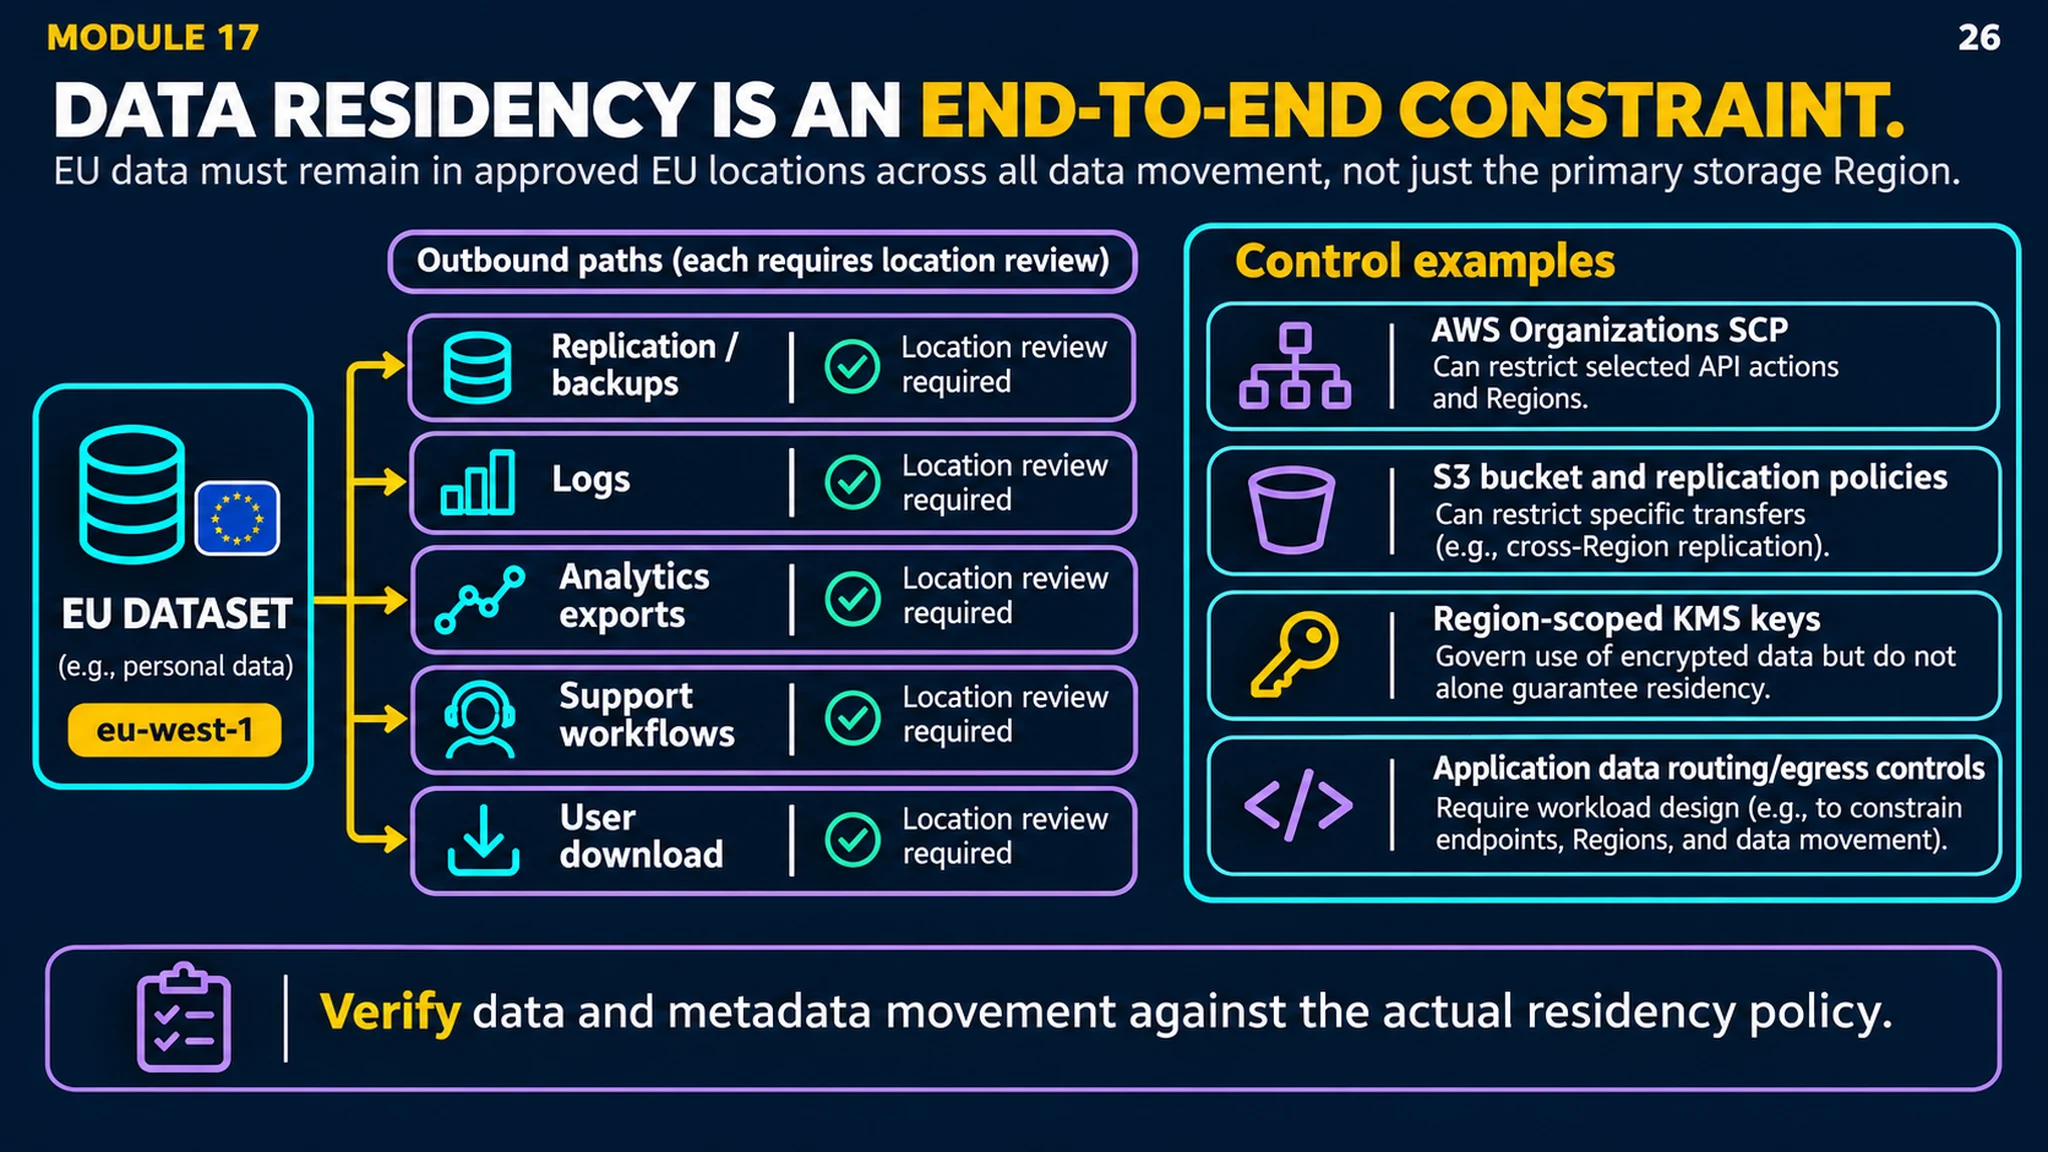 MODULE 17
26
DATA RESIDENCY IS AN END-TO-END CONSTRAINT.
EU data must remain in approved EU locations across all data movement, not just the primary storage Region.
EU DATASET
(e.g., personal data)
eu-west-1
Outbound paths (each requires location review)
Replication /
backups
Location review
required
Logs
Location review
required
Analytics
exports
Location review
required
Support
workflows
Location review
required
User
download
Location review
required
Control examples
AWS Organizations SCP
Can restrict selected API actions
and Regions.
S3 bucket and replication policies
Can restrict specific transfers
(e.g., cross-Region replication).
Region-scoped KMS keys
Govern use of encrypted data but do not
alone guarantee residency.
Application data routing/egress controls
Require workload design (e.g., to constrain
endpoints, Regions, and data movement).
Verify data and metadata movement against the actual residency policy.